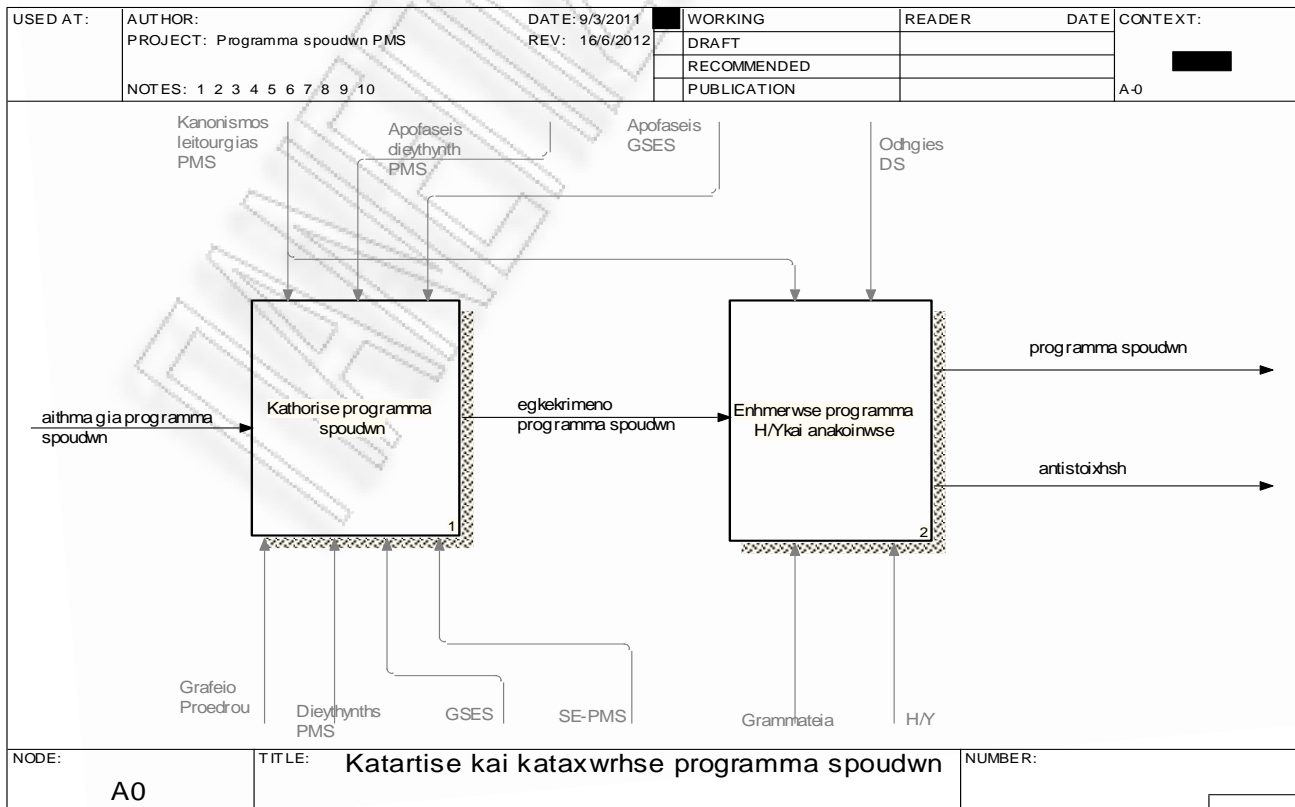 USED AT:
AUTHOR:
DATE: 9/3/2011
WORKING
READER
DATE
CONTEXT:
PROJECT: Programma spoudwn PMS
REV: 16/6/2012
DRAFT
RECOMMENDED
NOTES: 1 2 3 4 5 6 7 8 9 10
PUBLICATION
A-0
Kanonismos
leitourgias
PMS
Apofaseis
dieythynth
PMS
Apofaseis
GSES
Odhgies
DS
aithma gia programma
spoudwn
Kathorise programma
spoudwn
1
egkekrimeno
programma spoudwn
Enhmerwse programma
H/Ykai anakoinwse
2
programma spoudwn
antistoixhsh
Grafeio
Proedrou
Dieythynths
PMS
GSES
SE-PMS
Grammateia
H/Y
NODE:
A0
TITLE:
Katartise kai kataxwrhse programma spoudwn
NUMBER: